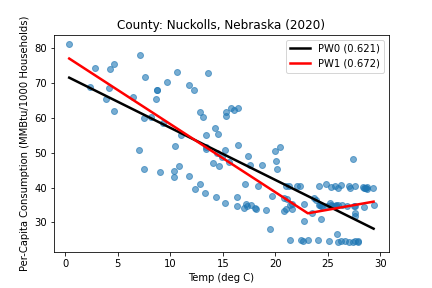 County: Nuckolls, Nebraska (2020)
PW0 (0.621)
PW1 (0.672)
Per-Capita Consumption (MMBtu/1000 Households)
80
70
60
50
40
30
0 5 10 15 20 25 30
Temp (deg C)